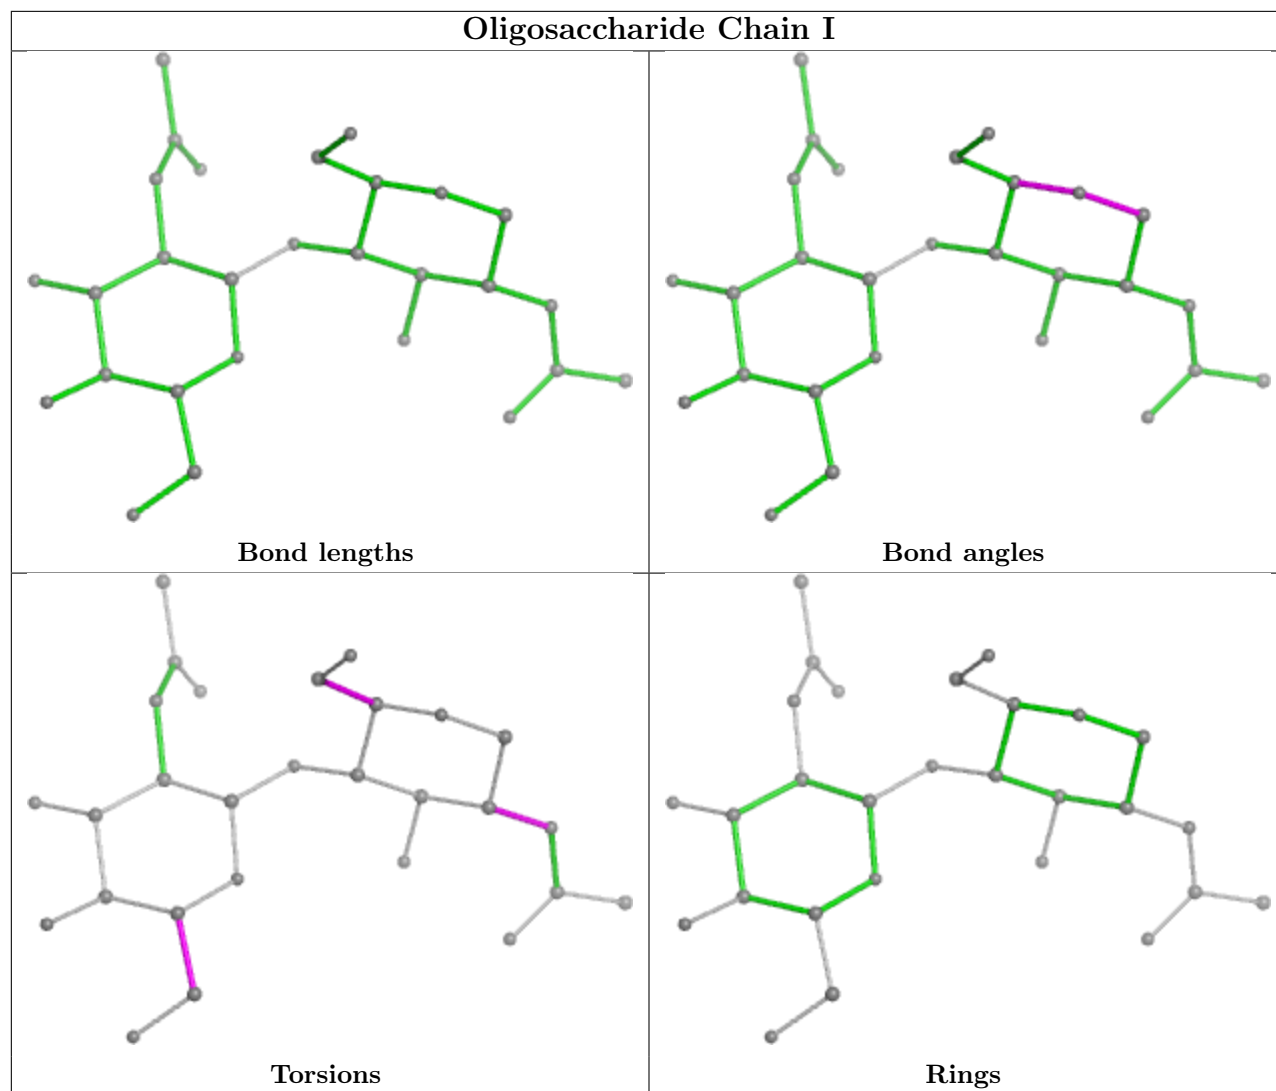 Oligosaccharide Chain I
Bond lengths
Bond angles
Torsions
Rings